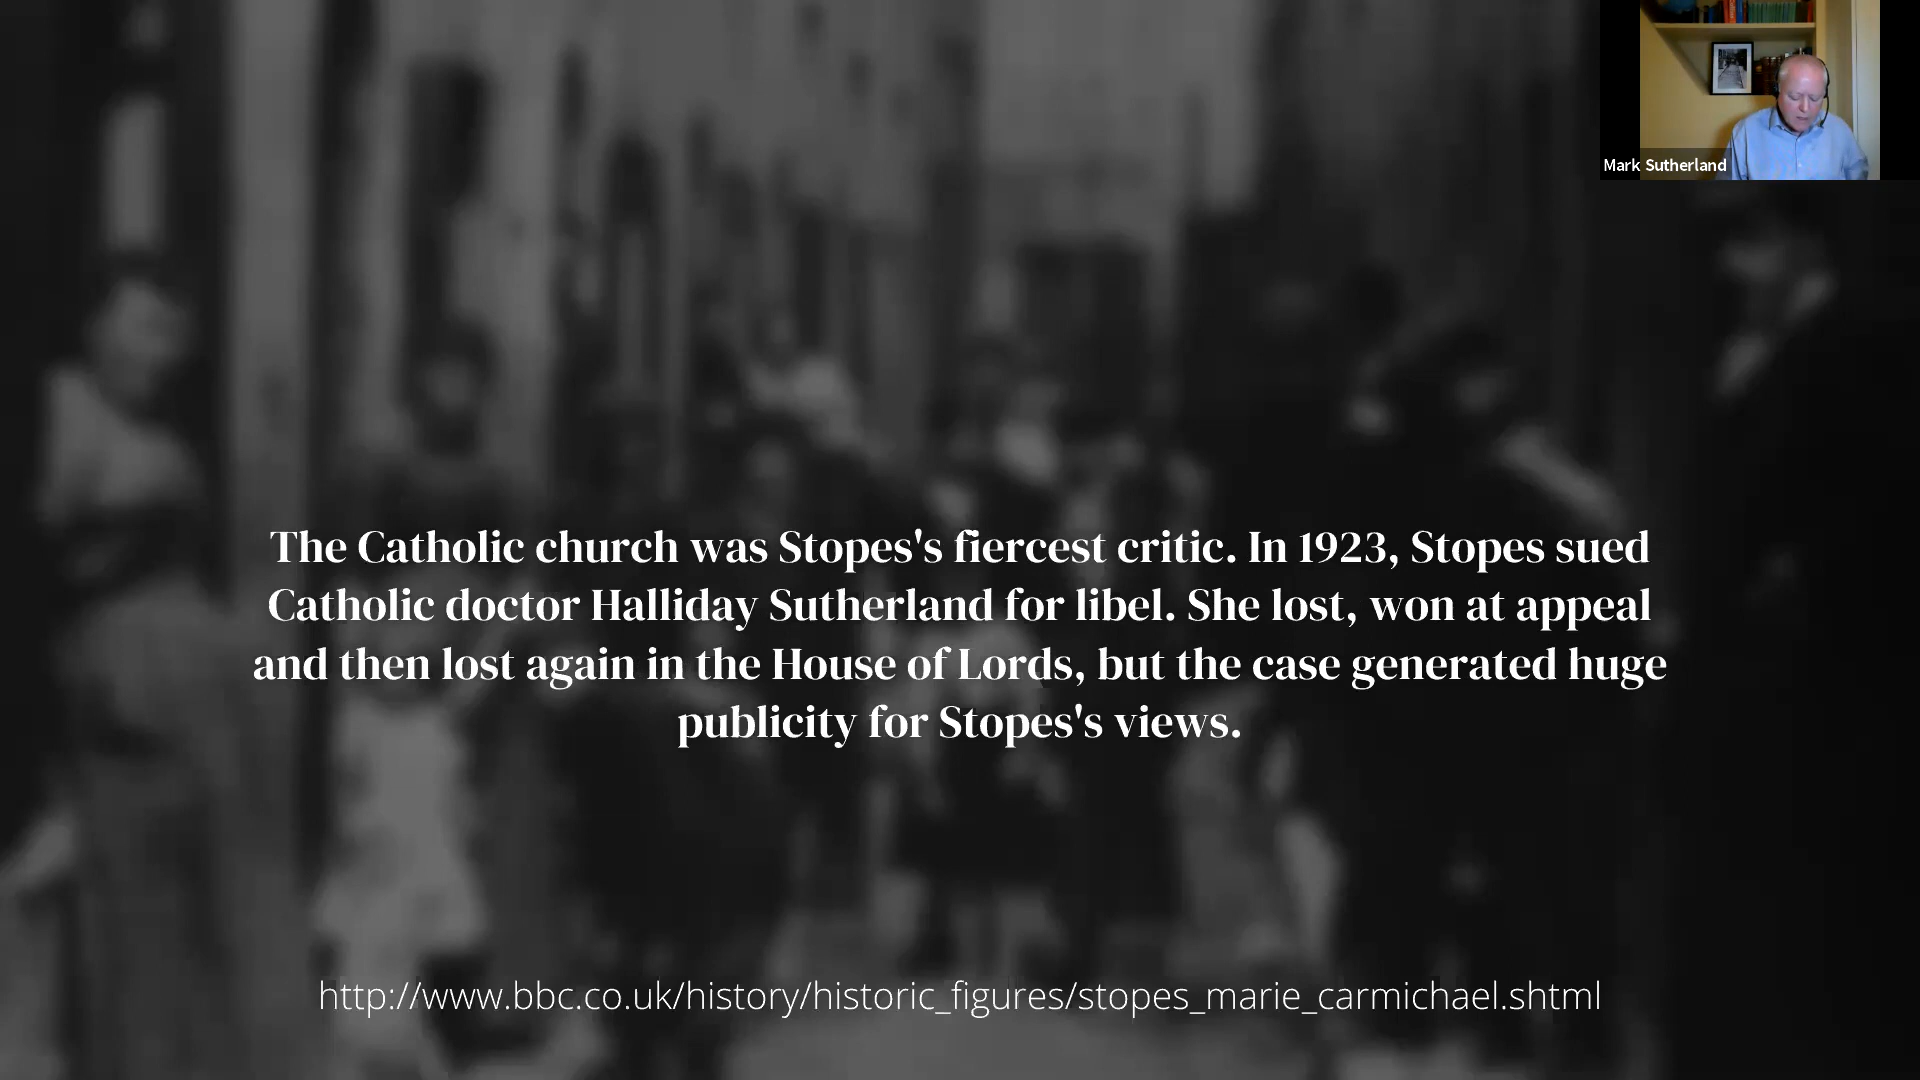 Mark Sutherland
The Catholic church was Stopes's fiercest critic. In 1923, Stopes sued
Catholic doctor Halliday Sutherland for libel. She lost, won at appeal
and then lost again in the House of Lords, but the case generated huge
publicity for Stopes's views.
http://www.bbc.co.uk/history/historic_figures/stopes_marie_carmichael.shtml